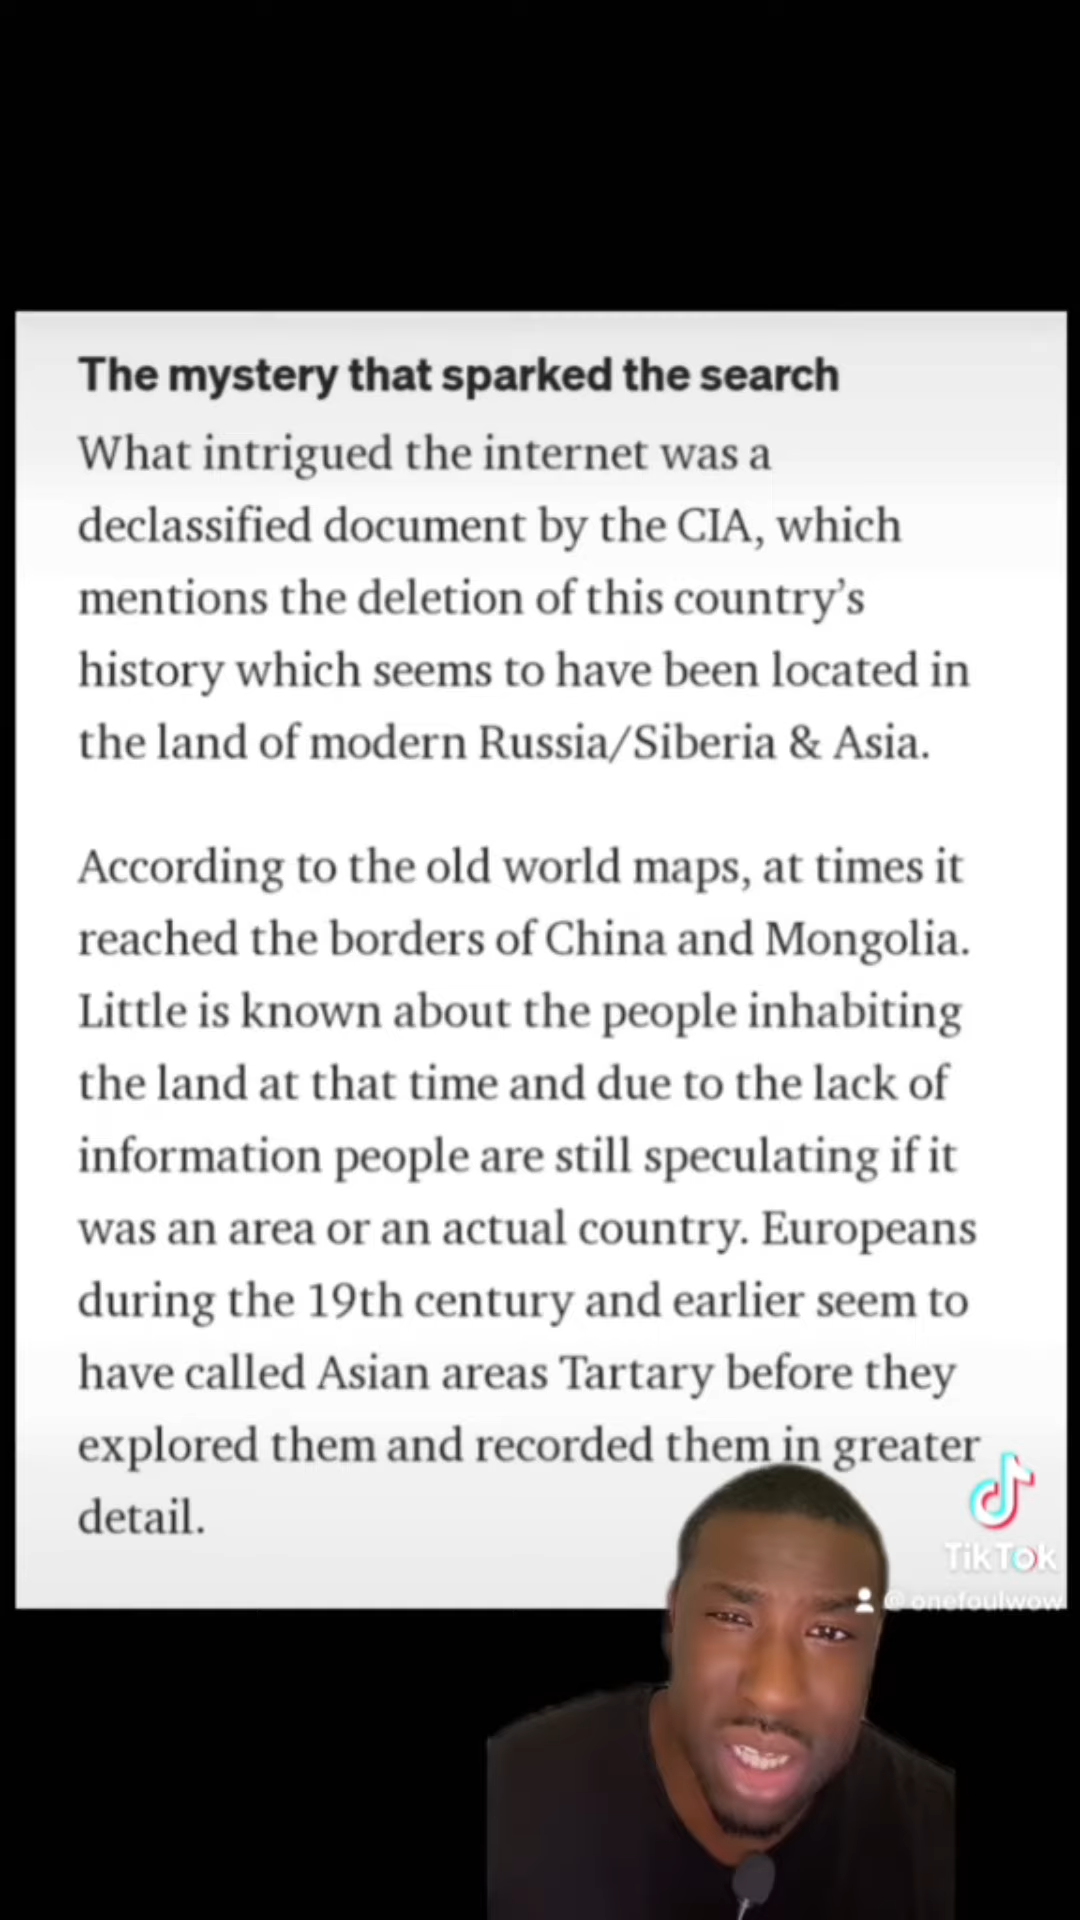 The mystery that sparked the search
What intrigued the internet was a
declassified document by the CIA, which
mentions the deletion of this country’s
history which seems to have been located in
the land of modern Russia/Siberia & Asia.
According to the old world maps, at times it
reached the borders of China and Mongolia.
Little is known about the people inhabiting
the land at that time and due to the lack of
information people are still speculating if it
was an area or an actual country. Europeans
during the 19th century and earlier seem to
have called Asian areas Tartary before they
explored them and recorded them in greater
detail.
TikTok
@onefoulwow